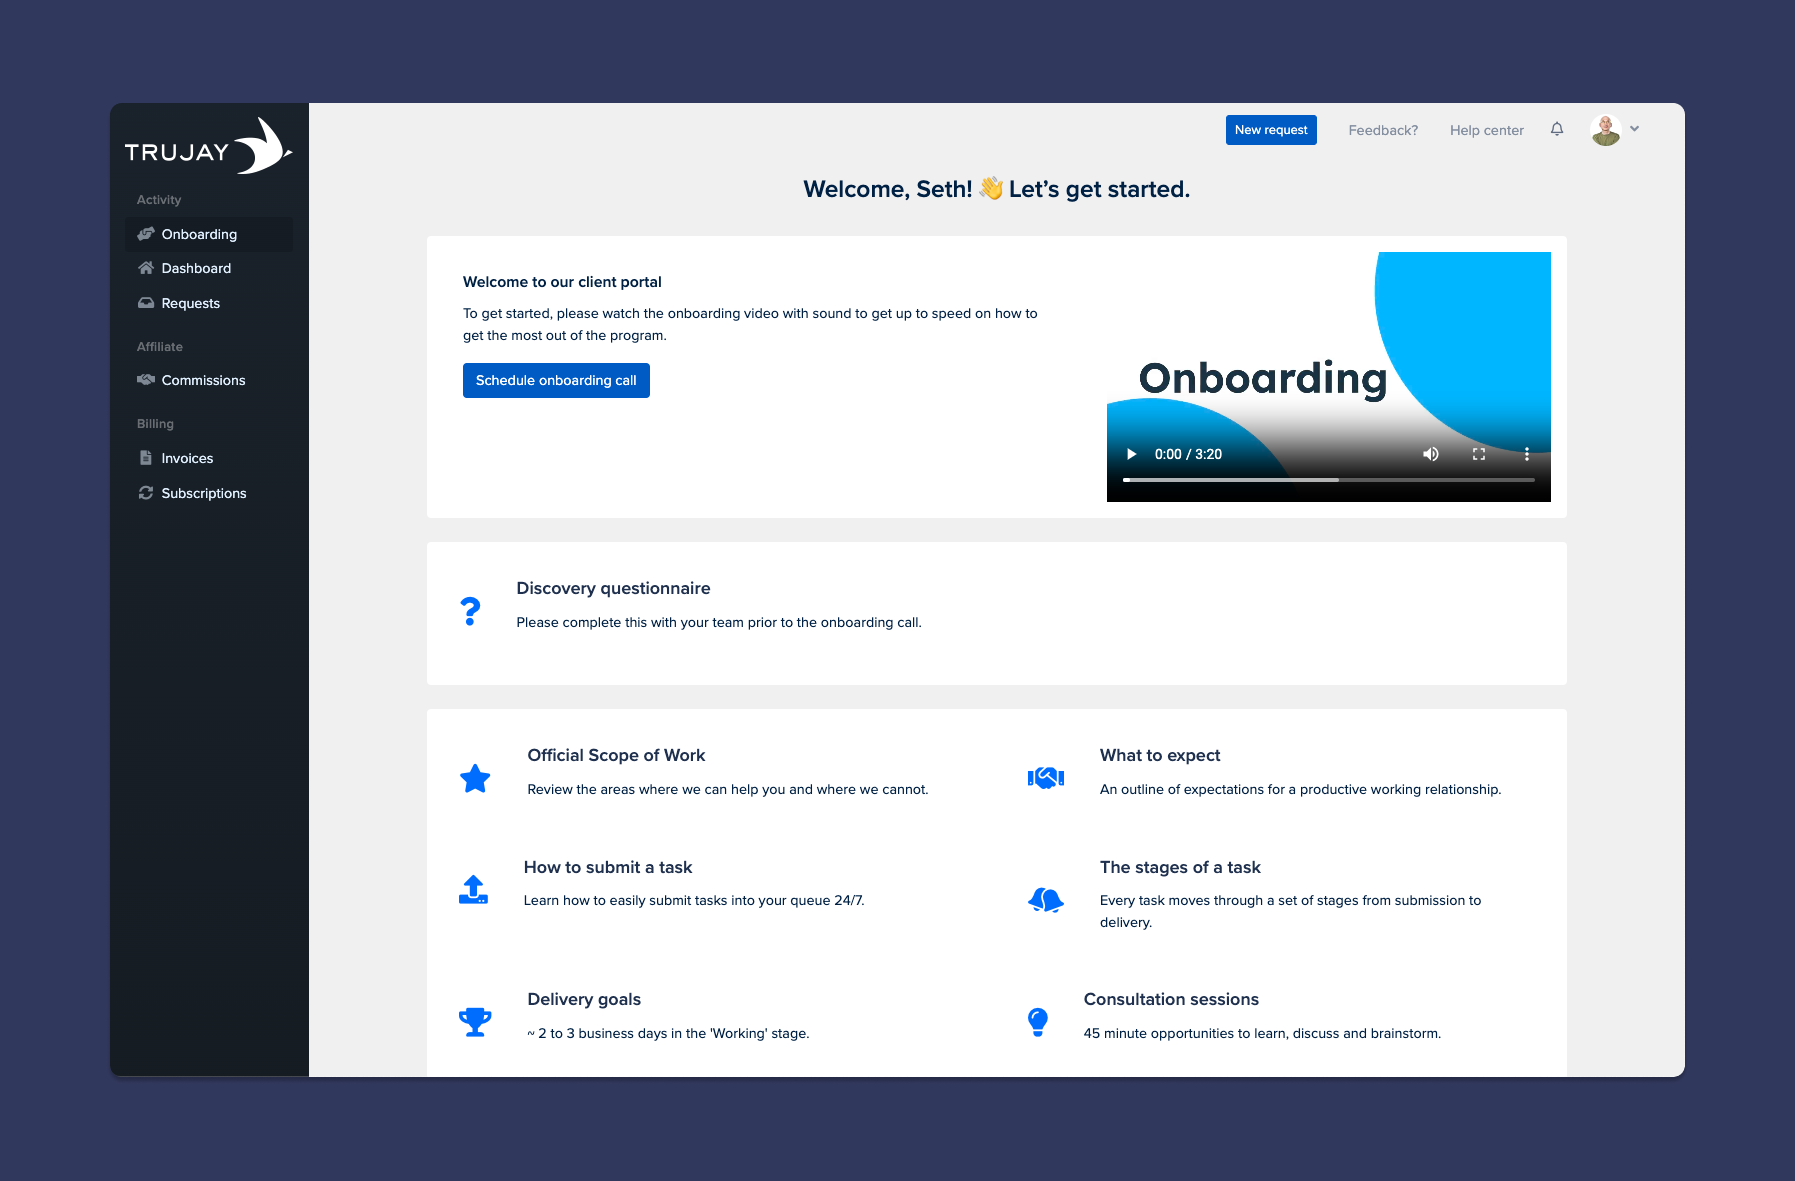 TRUJAY
Activity
Onboarding
Dashboard
Requests
Affiliate
Commissions
Billing
Invoices
Subscriptions
New request
Feedback?
Help center
Welcome, Seth! 👋 Let’s get started.
Welcome to our client portal
To get started, please watch the onboarding video with sound to get up to speed on how to
get the most out of the program.
Schedule onboarding call
Onboarding
0:00 / 3:20
Discovery questionnaire
Please complete this with your team prior to the onboarding call.
Official Scope of Work
Review the areas where we can help you and where we cannot.
What to expect
An outline of expectations for a productive working relationship.
How to submit a task
Learn how to easily submit tasks into your queue 24/7.
The stages of a task
Every task moves through a set of stages from submission to
delivery.
Delivery goals
~ 2 to 3 business days in the 'Working' stage.
Consultation sessions
45 minute opportunities to learn, discuss and brainstorm.